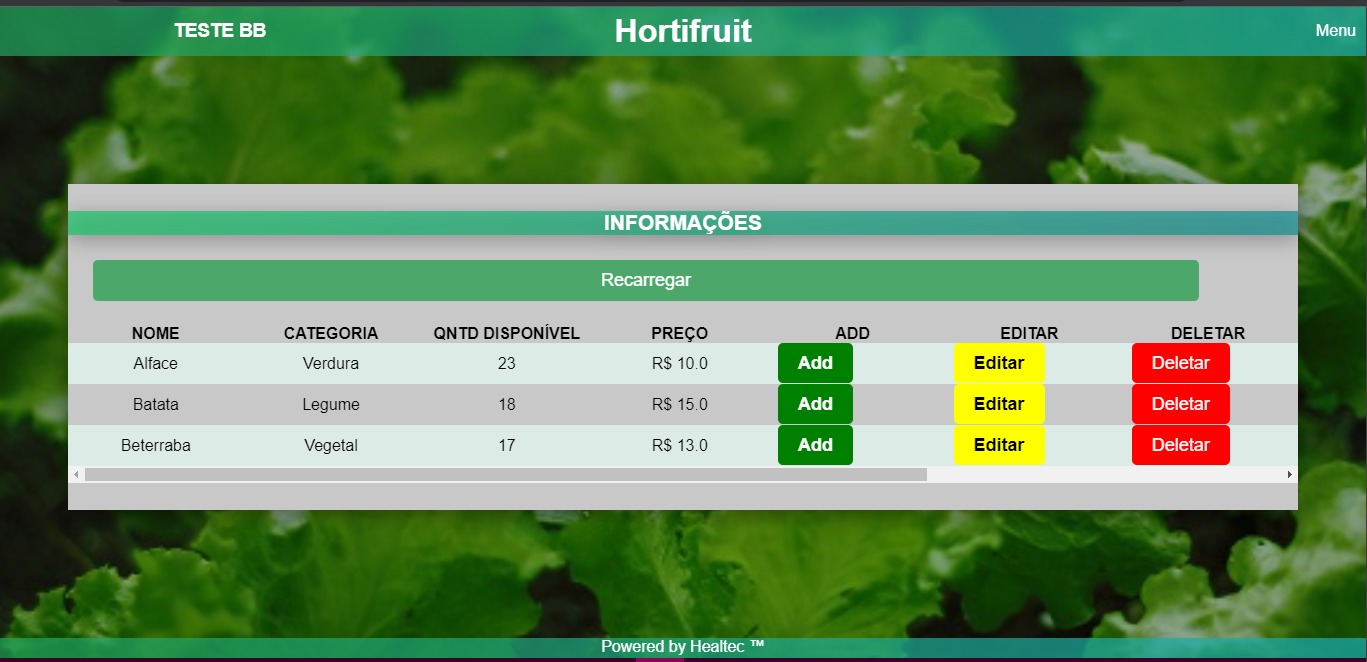 TESTE BB Hortifruit Menu
INFORMAÇÕES
Recarregar
NOME CATEGORIA QNTD DISPONÍVEL PREÇO ADD EDITAR DELETAR
Alface Verdura 23 R$ 10.0 Add Editar Deletar
Batata Legume 18 R$ 15.0 Add Editar Deletar
Beterraba Vegetal 17 R$ 13.0 Add Editar Deletar
Powered by Healtec ™